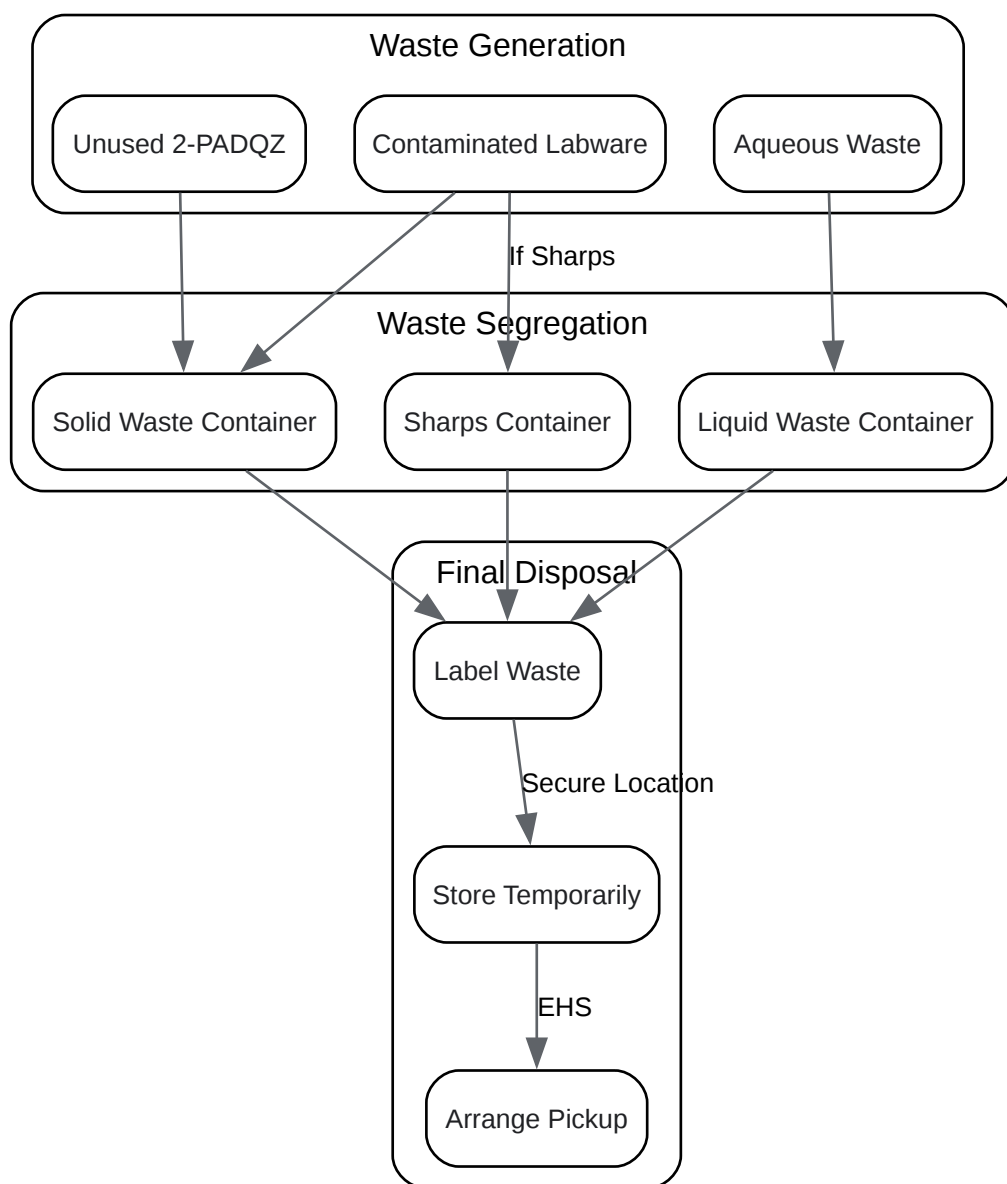 Waste Generation
Unused 2-PADQZ
Contaminated Labware
Aqueous Waste
If Sharps
Waste Segregation
Solid Waste Container
Sharps Container
Liquid Waste Container
Final Disposal
Label Waste
Secure Location
Store Temporarily
EHS
Arrange Pickup